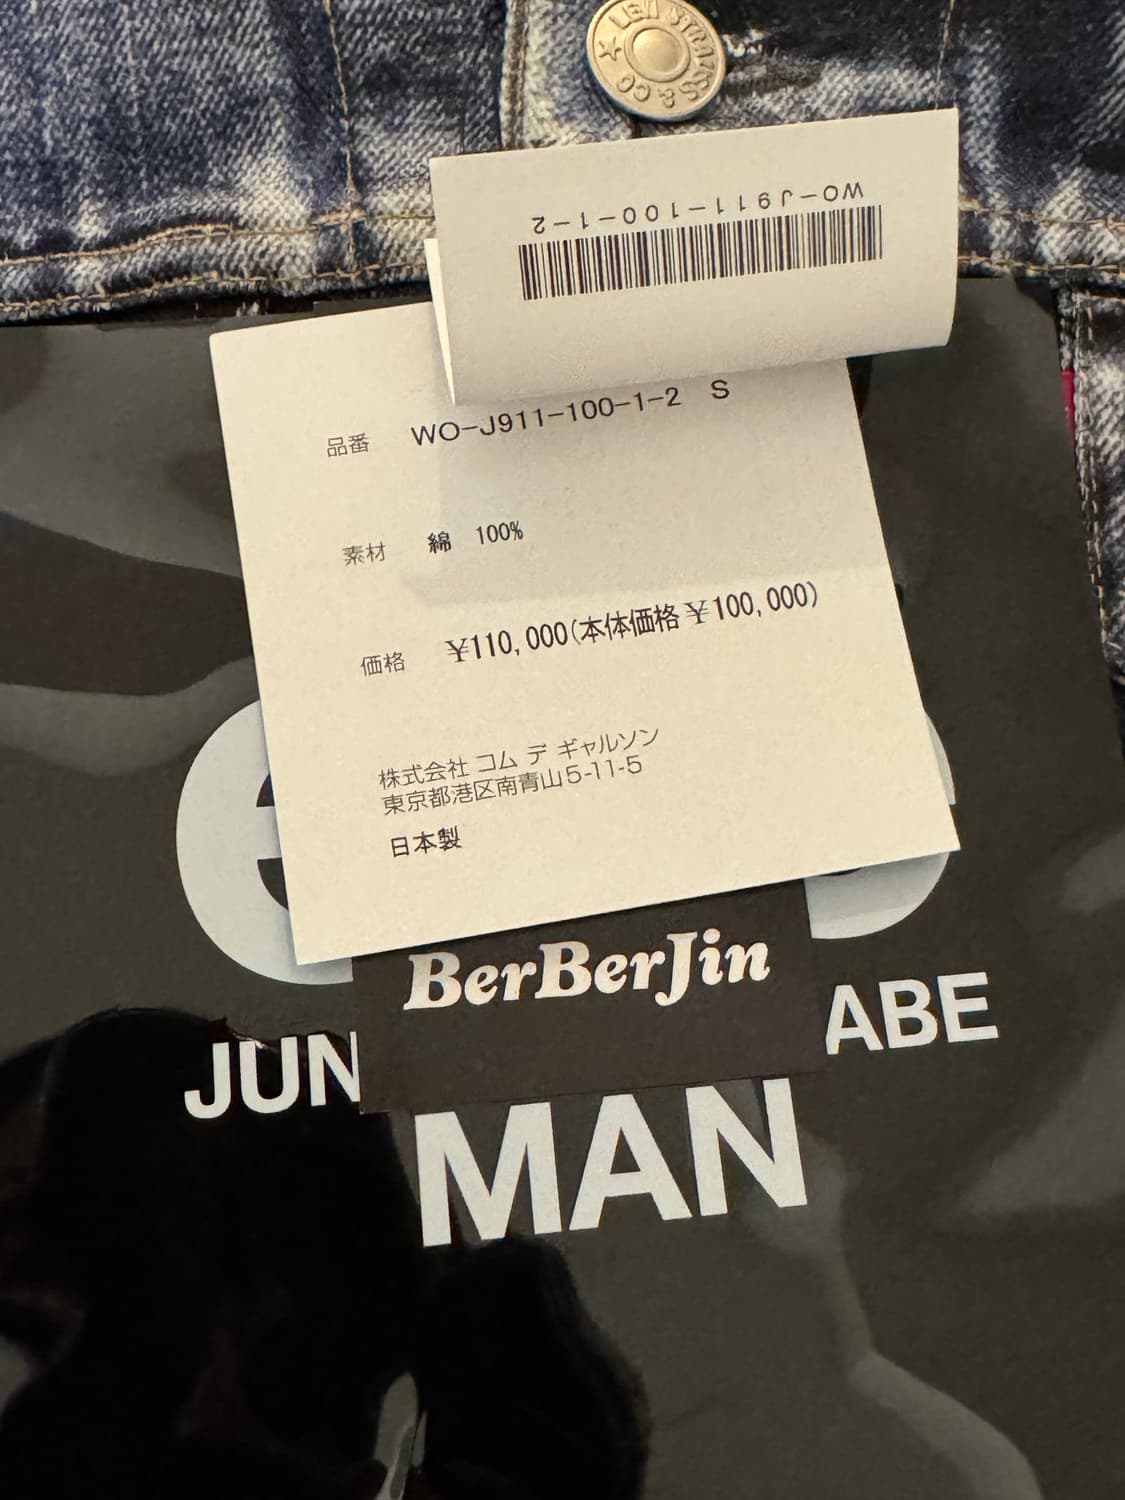 LEVI STRAUSS & CO
WO-J911-100-1-2
品番 WO-J911-100-1-2 S
素材 綿 100%
価格 ¥110,000(本体価格¥100,000)
株式会社 コム デ ギャルソン
東京都港区南青山5-11-5
日本製
e
BerBerJin
JUN ABE
MAN